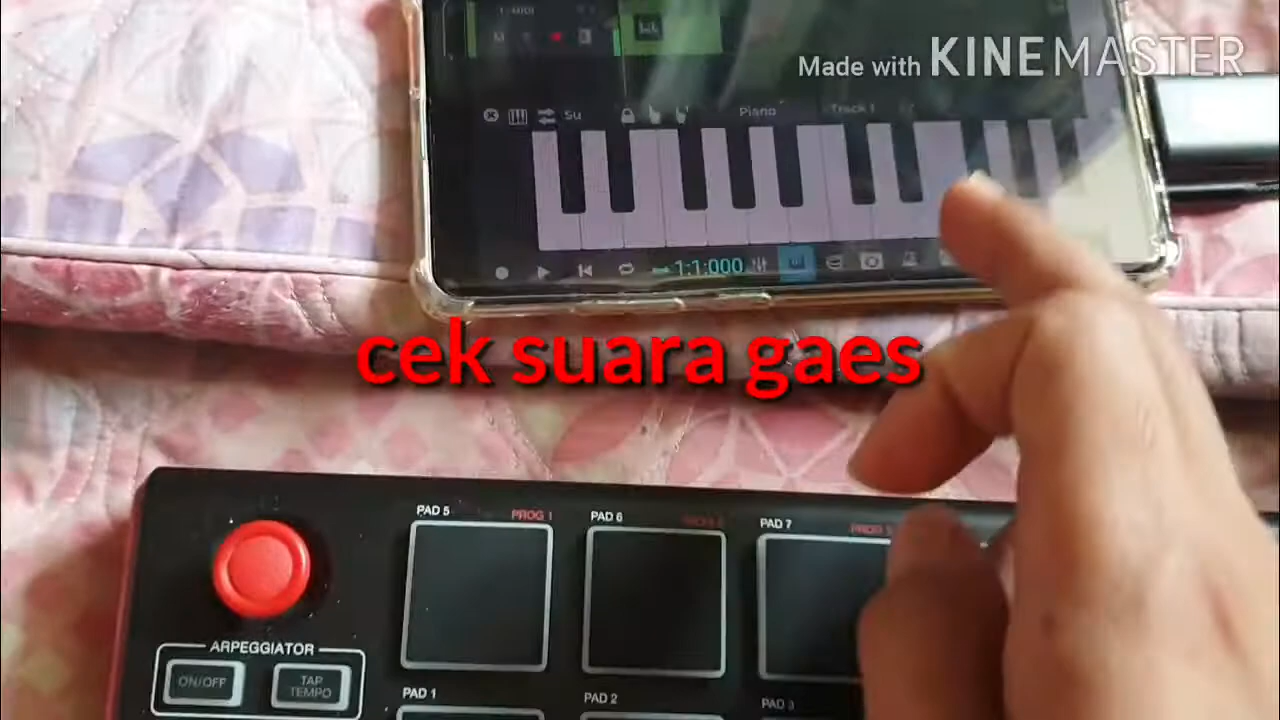 Made with KINEMASTER
Su
Piano
Track 1
1:1:000
cek suara gaes
PAD 5
PROG 1
PAD 6
PAD 7
ARPEGGIATOR
ON/OFF
TAP
TEMPO
PAD 1
PAD 2
PAD 3